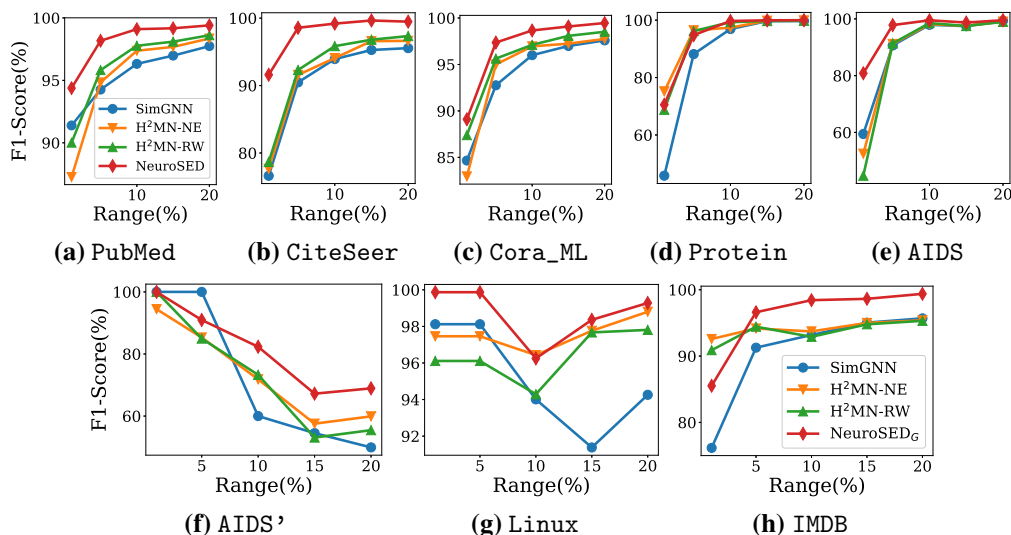 F1-Score(%)
100
95
90
10
20
Range(%)
SimGNN
H²MN-NE
H²MN-RW
NeuroSED
(a) PubMed
100
90
80
10
20
Range(%)
(b) CiteSeer
100
95
90
85
10
20
Range(%)
(c) Cora_ML
100
80
60
10
20
Range(%)
(d) Protein
100
80
60
10
20
Range(%)
(e) AIDS
F1-Score(%)
100
80
60
5
10
15
20
Range(%)
(f) AIDS’
100
98
96
94
92
5
10
15
20
Range(%)
(g) Linux
100
90
80
5
10
15
20
Range(%)
SimGNN
H²MN-NE
H²MN-RW
NeuroSED_G
(h) IMDB